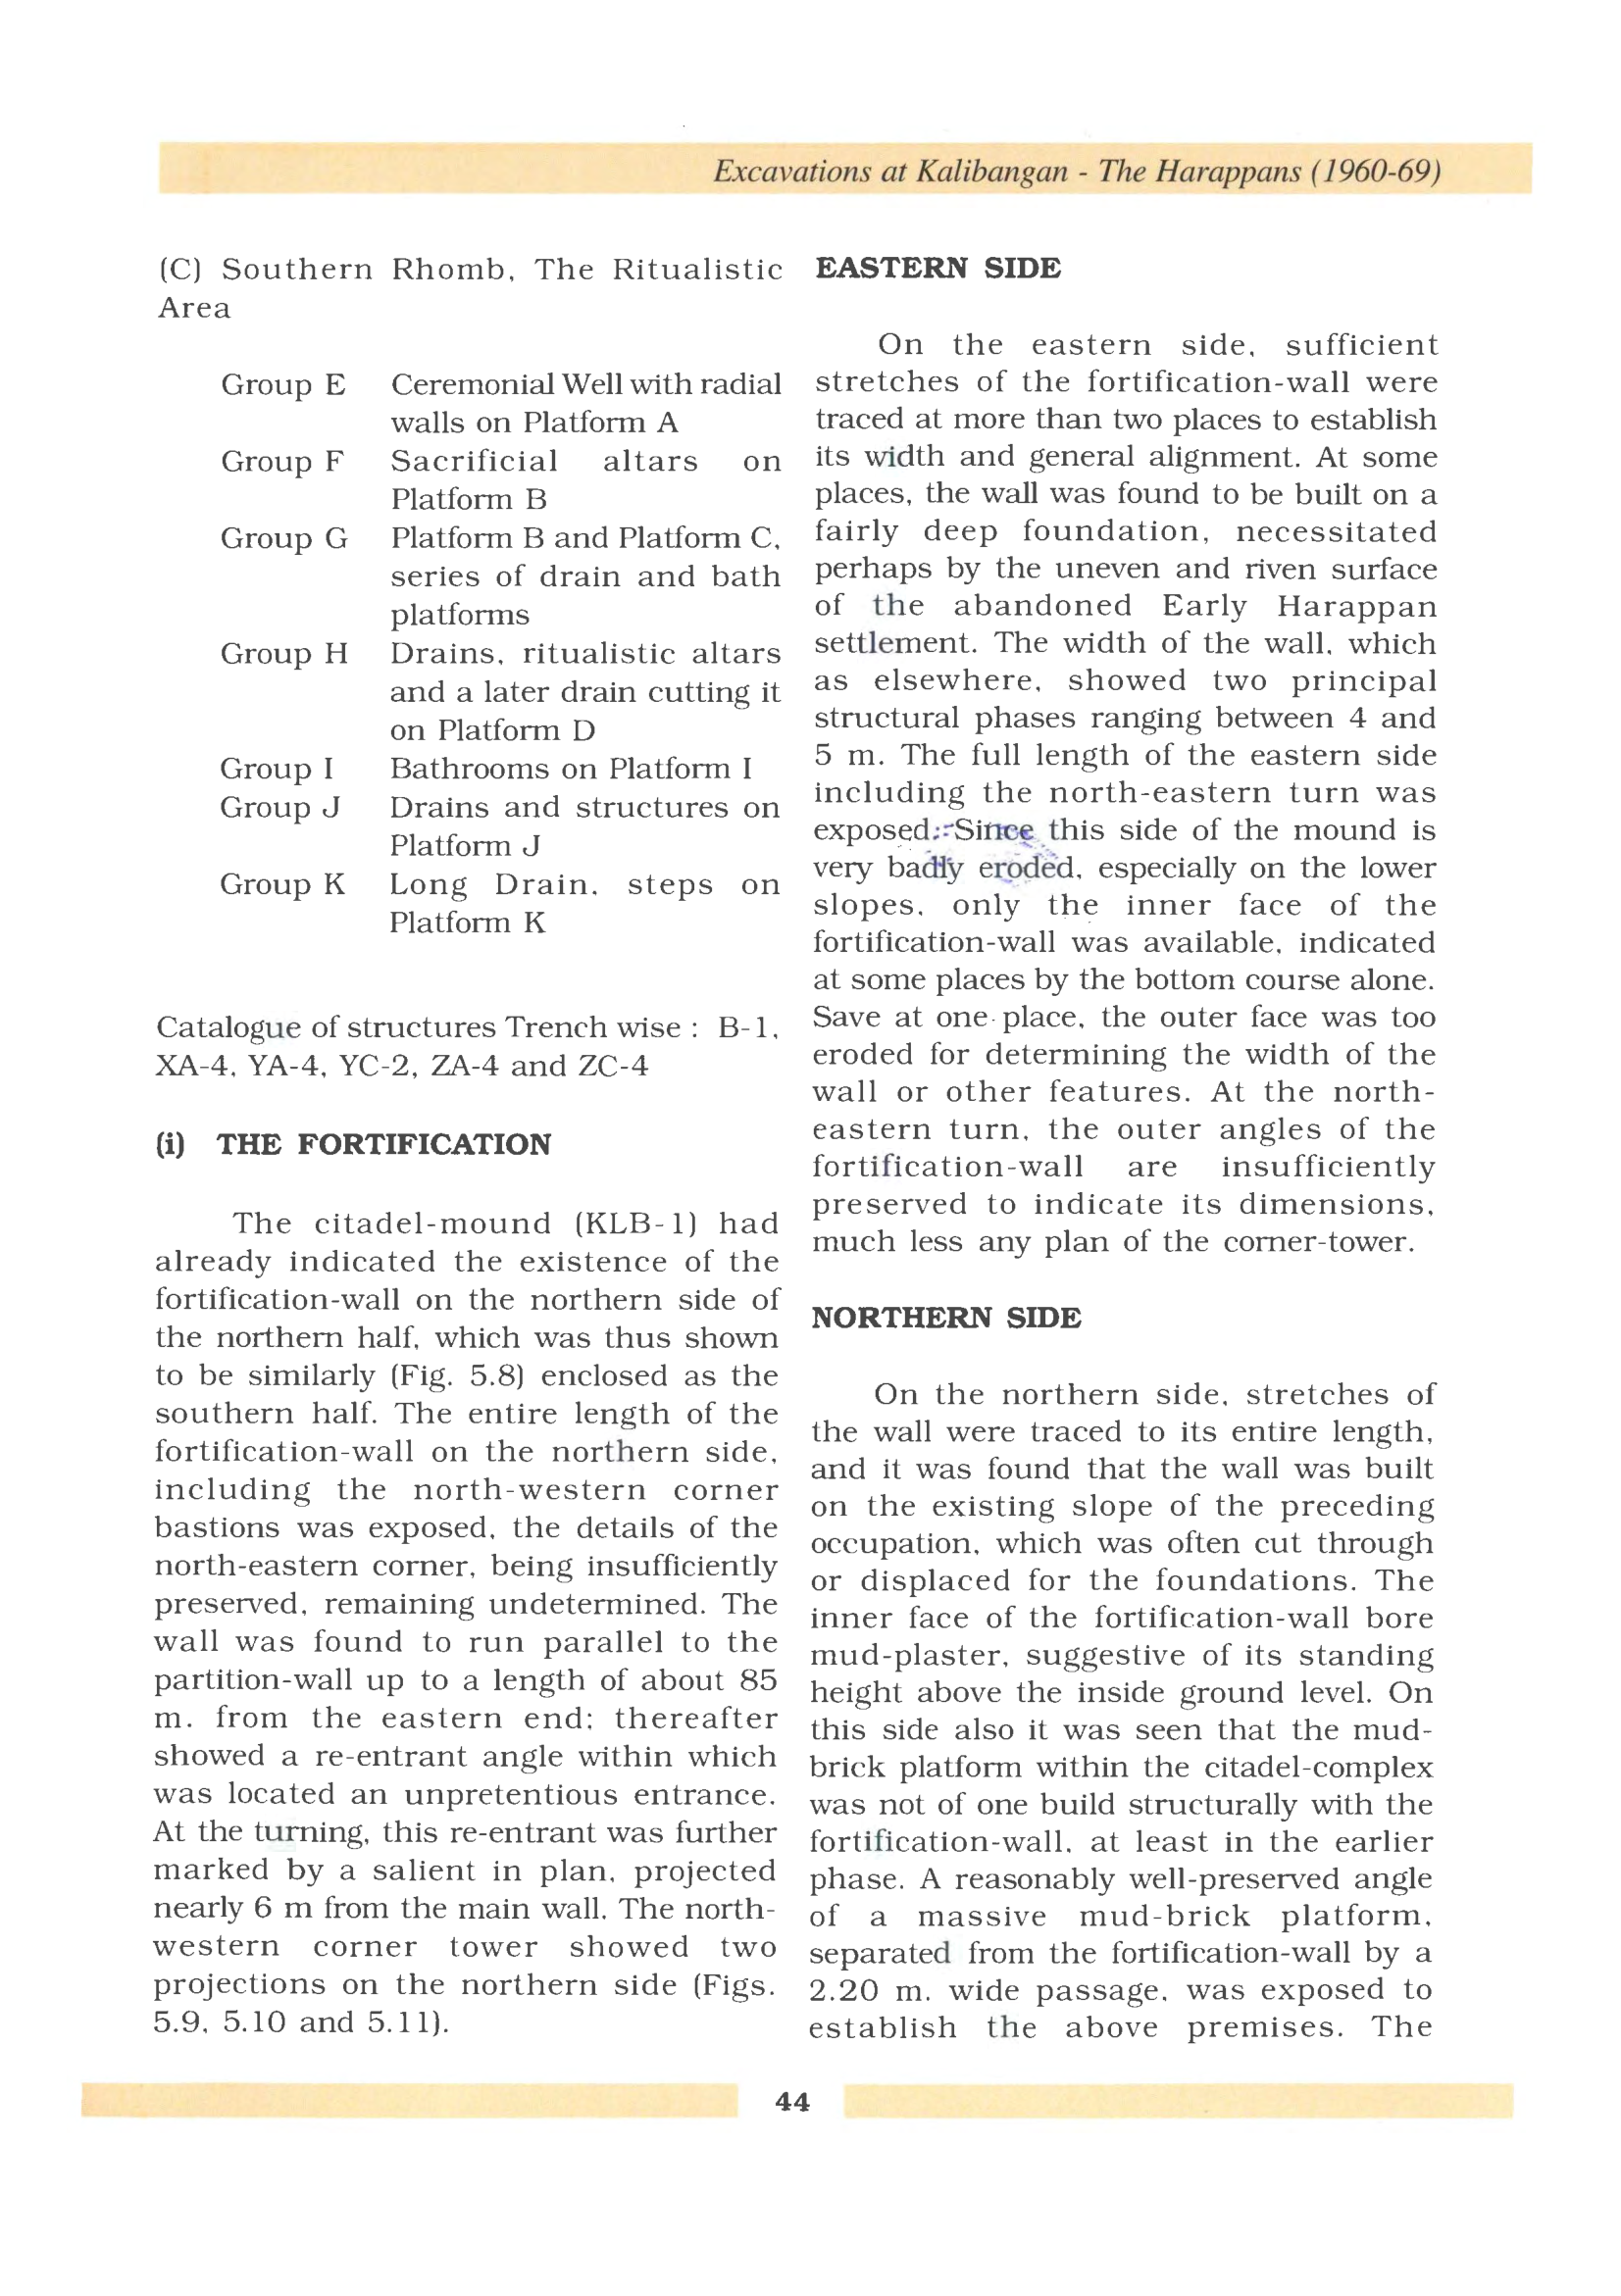 Excavations at Kalibangan - The Harappans (1960-69)
(C) Southern Rhomb, The Ritualistic
Area
Group E Ceremonial Well with radial
walls on Platform A
Group F Sacrificial altars on
Platform B
Group G Platform B and Platform C,
series of drain and bath
platforms
Group H Drains, ritualistic altars
and a later drain cutting it
on Platform D
Group I Bathrooms on Platform I
Group J Drains and structures on
Platform J
Group K Long Drain, steps on
Platform K
Catalogue of structures Trench wise : B-1,
XA-4, YA-4, YC-2, ZA-4 and ZC-4
(i) THE FORTIFICATION
The citadel-mound (KLB-1) had
already indicated the existence of the
fortification-wall on the northern side of
the northern half, which was thus shown
to be similarly (Fig. 5.8) enclosed as the
southern half. The entire length of the
fortification-wall on the northern side,
including the north-western corner
bastions was exposed, the details of the
north-eastern corner, being insufficiently
preserved, remaining undetermined. The
wall was found to run parallel to the
partition-wall up to a length of about 85
m. from the eastern end; thereafter
showed a re-entrant angle within which
was located an unpretentious entrance.
At the turning, this re-entrant was further
marked by a salient in plan, projected
nearly 6 m from the main wall. The north-
western corner tower showed two
projections on the northern side (Figs.
5.9, 5.10 and 5.11).
EASTERN SIDE
On the eastern side, sufficient
stretches of the fortification-wall were
traced at more than two places to establish
its width and general alignment. At some
places, the wall was found to be built on a
fairly deep foundation, necessitated
perhaps by the uneven and riven surface
of the abandoned Early Harappan
settlement. The width of the wall, which
as elsewhere, showed two principal
structural phases ranging between 4 and
5 m. The full length of the eastern side
including the north-eastern turn was
exposed. Since this side of the mound is
very badly eroded, especially on the lower
slopes, only the inner face of the
fortification-wall was available, indicated
at some places by the bottom course alone.
Save at one place, the outer face was too
eroded for determining the width of the
wall or other features. At the north-
eastern turn, the outer angles of the
fortification-wall are insufficiently
preserved to indicate its dimensions,
much less any plan of the corner-tower.
NORTHERN SIDE
On the northern side, stretches of
the wall were traced to its entire length,
and it was found that the wall was built
on the existing slope of the preceding
occupation, which was often cut through
or displaced for the foundations. The
inner face of the fortification-wall bore
mud-plaster, suggestive of its standing
height above the inside ground level. On
this side also it was seen that the mud-
brick platform within the citadel-complex
was not of one build structurally with the
fortification-wall, at least in the earlier
phase. A reasonably well-preserved angle
of a massive mud-brick platform,
separated from the fortification-wall by a
2.20 m. wide passage, was exposed to
establish the above premises. The
44